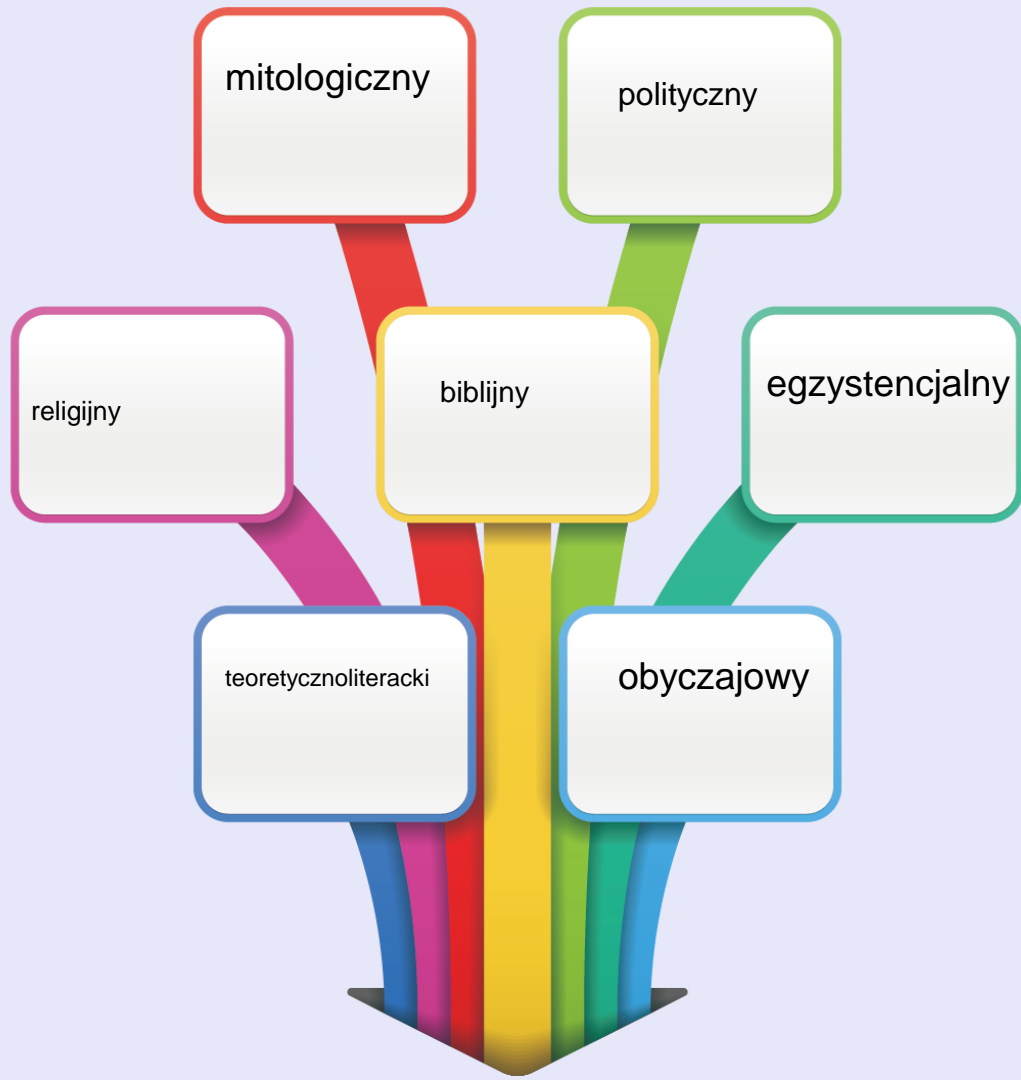 mitologiczny
polityczny
religijny
biblijny
egzystencjalny
teoretycznoliteracki
obyczajowy